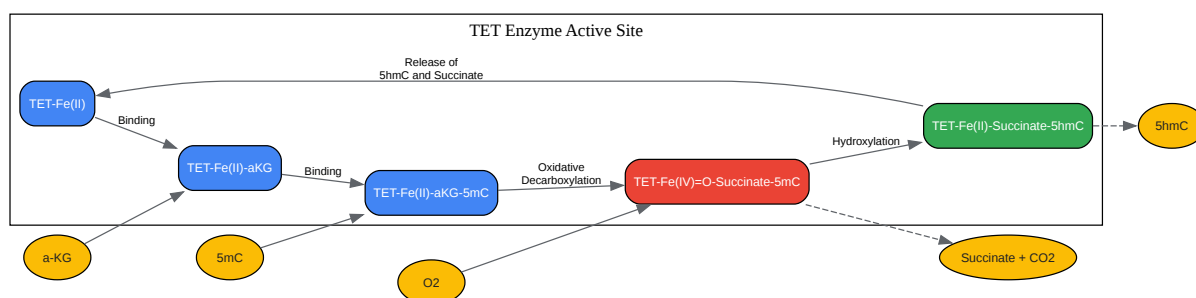 TET Enzyme Active Site
Release of
5hmC and Succinate
TET-Fe(II)
Binding
TET-Fe(II)-aKG
Binding
TET-Fe(II)-aKG-5mC
Oxidative
Decarboxylation
TET-Fe(IV)=O-Succinate-5mC
Hydroxylation
TET-Fe(II)-Succinate-5hmC
5hmC
a-KG
5mC
O2
Succinate + CO2